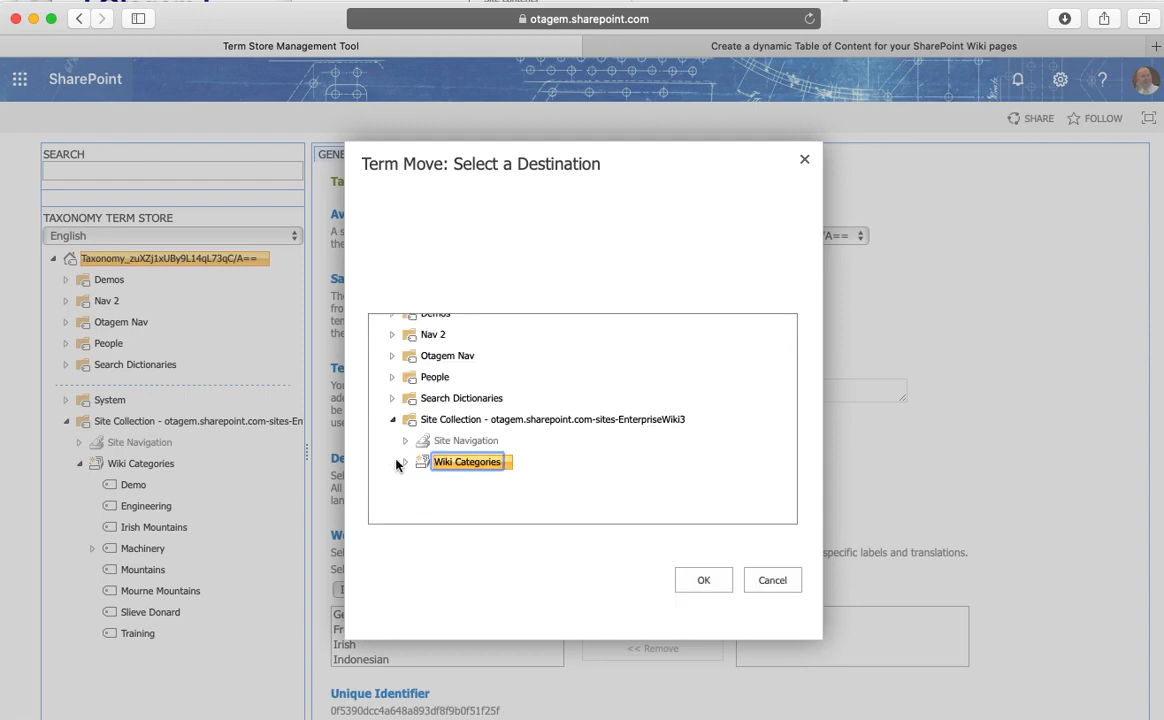 otagem.sharepoint.com
Term Store Management Tool
Create a dynamic Table of Content for your SharePoint Wiki pages
SharePoint
SHARE
FOLLOW
SEARCH
TAXONOMY TERM STORE
English
Taxonomy_zuXZj1xUBy9L14qL73qC/A==
Demos
Nav 2
Otagem Nav
People
Search Dictionaries
System
Site Collection - otagem.sharepoint.com-sites-En
Site Navigation
Wiki Categories
Demo
Engineering
Irish Mountains
Machinery
Mountains
Mourne Mountains
Slieve Donard
Training
GENE
Term Move: Select a Destination
Demos
Nav 2
Otagem Nav
People
Search Dictionaries
Site Collection - otagem.sharepoint.com-sites-EnterpriseWiki3
Site Navigation
Wiki Categories
OK
Cancel
/A==
specific labels and translations.
Irish
Indonesian
<< Remove
Unique Identifier
0f5390dcc4a648a893df8f9b0f51f25f